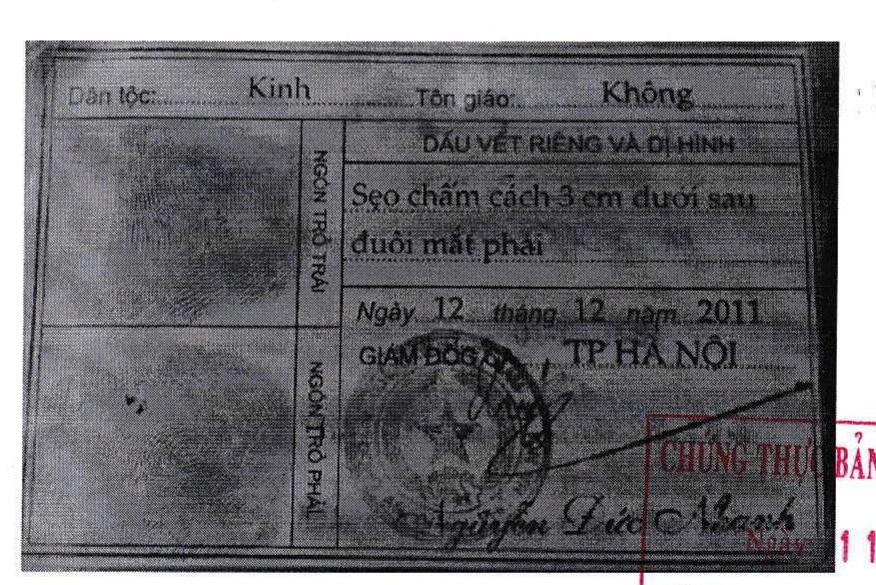 Dân tộc: Kinh Tôn giáo: Không
DẤU VẾT RIÊNG VÀ DỊ HÌNH
NGÓN TRỎ TRÁI
Sẹo chấm cách 3 cm dưới sau
đuôi mắt phải
Ngày 12 tháng 12 năm 2011
GIÁM ĐỐC CA TP HÀ NỘI
NGÓN TRỎ PHẢI
CHỨNG THỰC BẢN
Nguyễn Đức Nhanh
Ngày 11